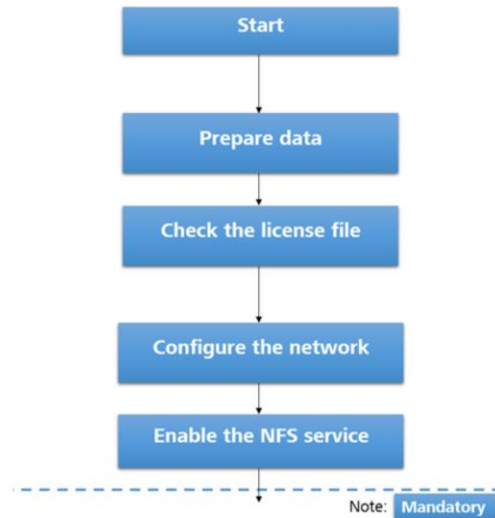 Start
Prepare data
Check the license file
Configure the network
Enable the NFS service
Note: Mandatory